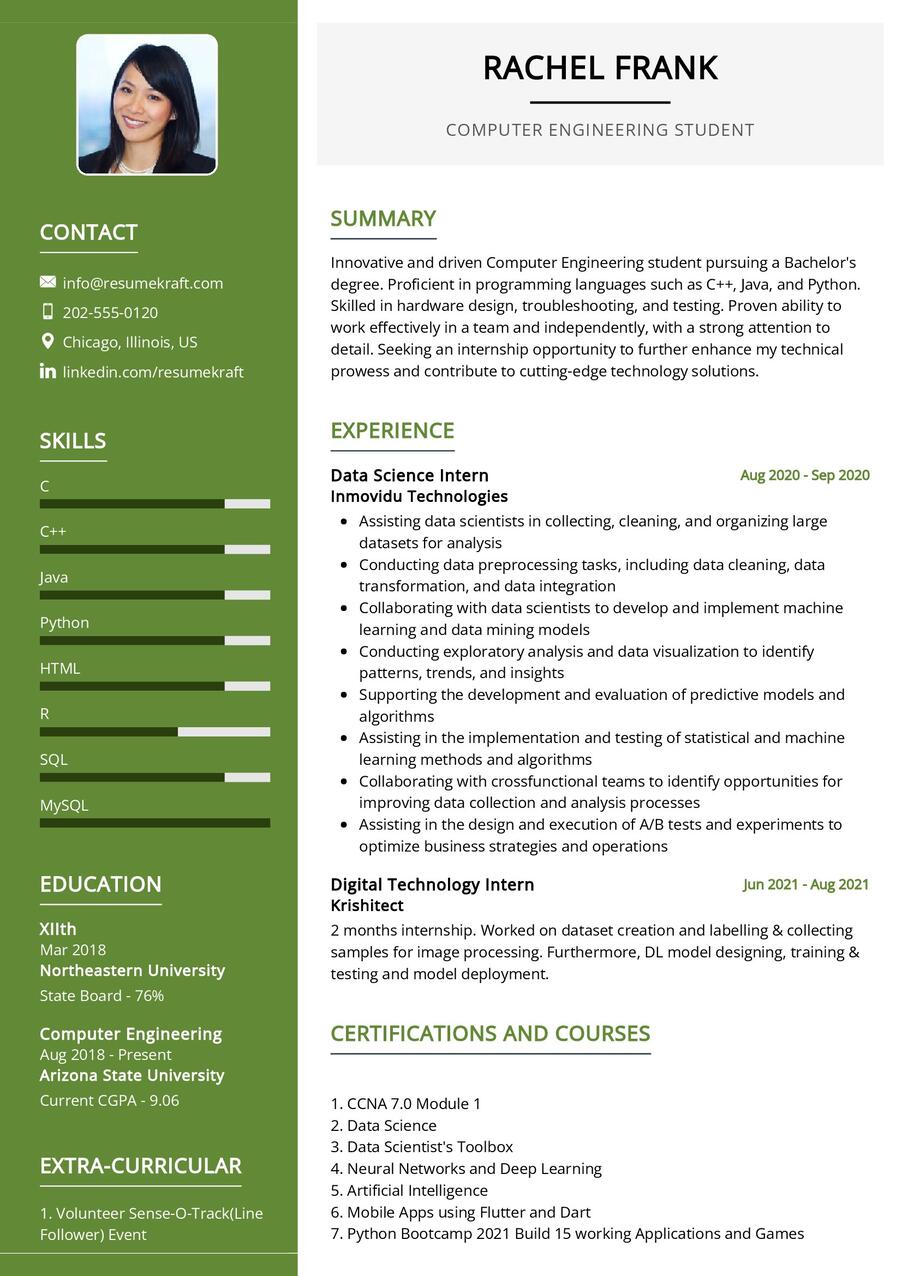 RACHEL FRANK
COMPUTER ENGINEERING STUDENT
CONTACT
info@resumekraft.com
202-555-0120
Chicago, Illinois, US
linkedin.com/resumekraft
SKILLS
C
C++
Java
Python
HTML
R
SQL
MySQL
EDUCATION
XIIth
Mar 2018
Northeastern University
State Board - 76%
Computer Engineering
Aug 2018 - Present
Arizona State University
Current CGPA - 9.06
EXTRA-CURRICULAR
1. Volunteer Sense-O-Track(Line
Follower) Event
SUMMARY
Innovative and driven Computer Engineering student pursuing a Bachelor's
degree. Proficient in programming languages such as C++, Java, and Python.
Skilled in hardware design, troubleshooting, and testing. Proven ability to
work effectively in a team and independently, with a strong attention to
detail. Seeking an internship opportunity to further enhance my technical
prowess and contribute to cutting-edge technology solutions.
EXPERIENCE
Data Science Intern Aug 2020 - Sep 2020
Inmovidu Technologies
• Assisting data scientists in collecting, cleaning, and organizing large
datasets for analysis
• Conducting data preprocessing tasks, including data cleaning, data
transformation, and data integration
• Collaborating with data scientists to develop and implement machine
learning and data mining models
• Conducting exploratory analysis and data visualization to identify
patterns, trends, and insights
• Supporting the development and evaluation of predictive models and
algorithms
• Assisting in the implementation and testing of statistical and machine
learning methods and algorithms
• Collaborating with crossfunctional teams to identify opportunities for
improving data collection and analysis processes
• Assisting in the design and execution of A/B tests and experiments to
optimize business strategies and operations
Digital Technology Intern Jun 2021 - Aug 2021
Krishitect
2 months internship. Worked on dataset creation and labelling & collecting
samples for image processing. Furthermore, DL model designing, training &
testing and model deployment.
CERTIFICATIONS AND COURSES
1. CCNA 7.0 Module 1
2. Data Science
3. Data Scientist's Toolbox
4. Neural Networks and Deep Learning
5. Artificial Intelligence
6. Mobile Apps using Flutter and Dart
7. Python Bootcamp 2021 Build 15 working Applications and Games